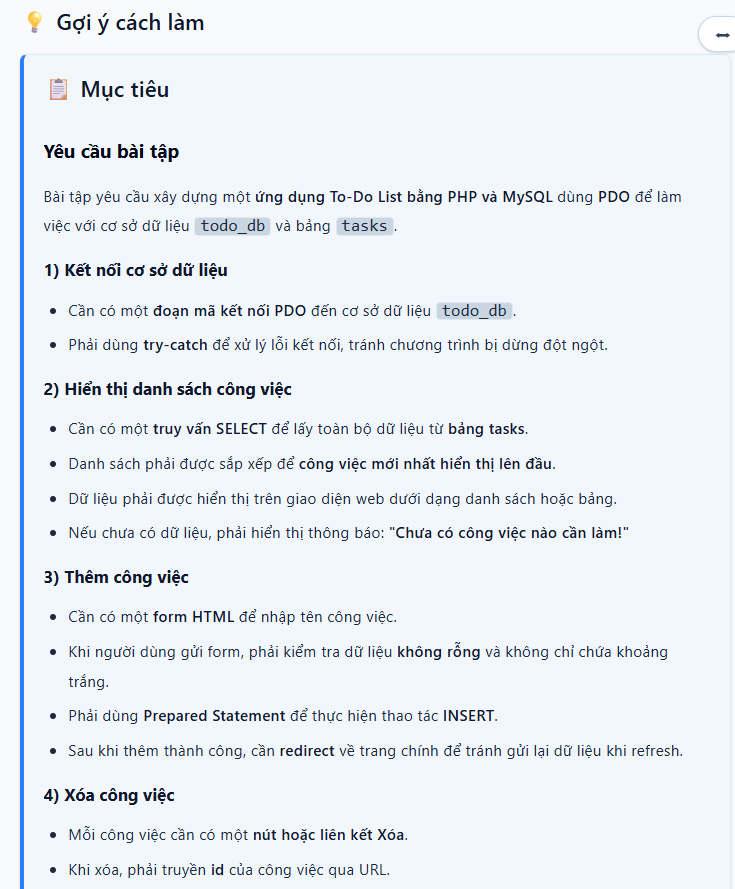 Gợi ý cách làm
Mục tiêu
Yêu cầu bài tập
Bài tập yêu cầu xây dựng một ứng dụng To-Do List bằng PHP và MySQL dùng PDO để làm
việc với cơ sở dữ liệu todo_db và bảng tasks.
1) Kết nối cơ sở dữ liệu
• Cần có một đoạn mã kết nối PDO đến cơ sở dữ liệu todo_db.
• Phải dùng try-catch để xử lý lỗi kết nối, tránh chương trình bị dừng đột ngột.
2) Hiển thị danh sách công việc
• Cần có một truy vấn SELECT để lấy toàn bộ dữ liệu từ bảng tasks.
• Danh sách phải được sắp xếp để công việc mới nhất hiển thị lên đầu.
• Dữ liệu phải được hiển thị trên giao diện web dưới dạng danh sách hoặc bảng.
• Nếu chưa có dữ liệu, phải hiển thị thông báo: "Chưa có công việc nào cần làm!"
3) Thêm công việc
• Cần có một form HTML để nhập tên công việc.
• Khi người dùng gửi form, phải kiểm tra dữ liệu không rỗng và không chỉ chứa khoảng
trắng.
• Phải dùng Prepared Statement để thực hiện thao tác INSERT.
• Sau khi thêm thành công, cần redirect về trang chính để tránh gửi lại dữ liệu khi refresh.
4) Xóa công việc
• Mỗi công việc cần có một nút hoặc liên kết Xóa.
• Khi xóa, phải truyền id của công việc qua URL.